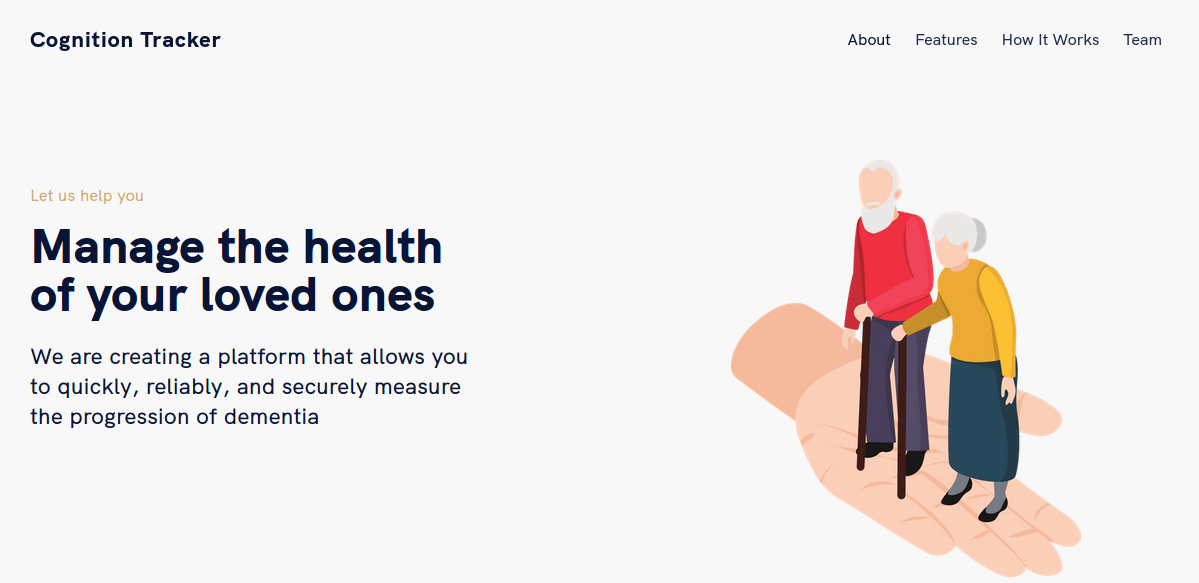 Cognition Tracker
About Features How It Works Team
Let us help you
Manage the health
of your loved ones
We are creating a platform that allows you
to quickly, reliably, and securely measure
the progression of dementia